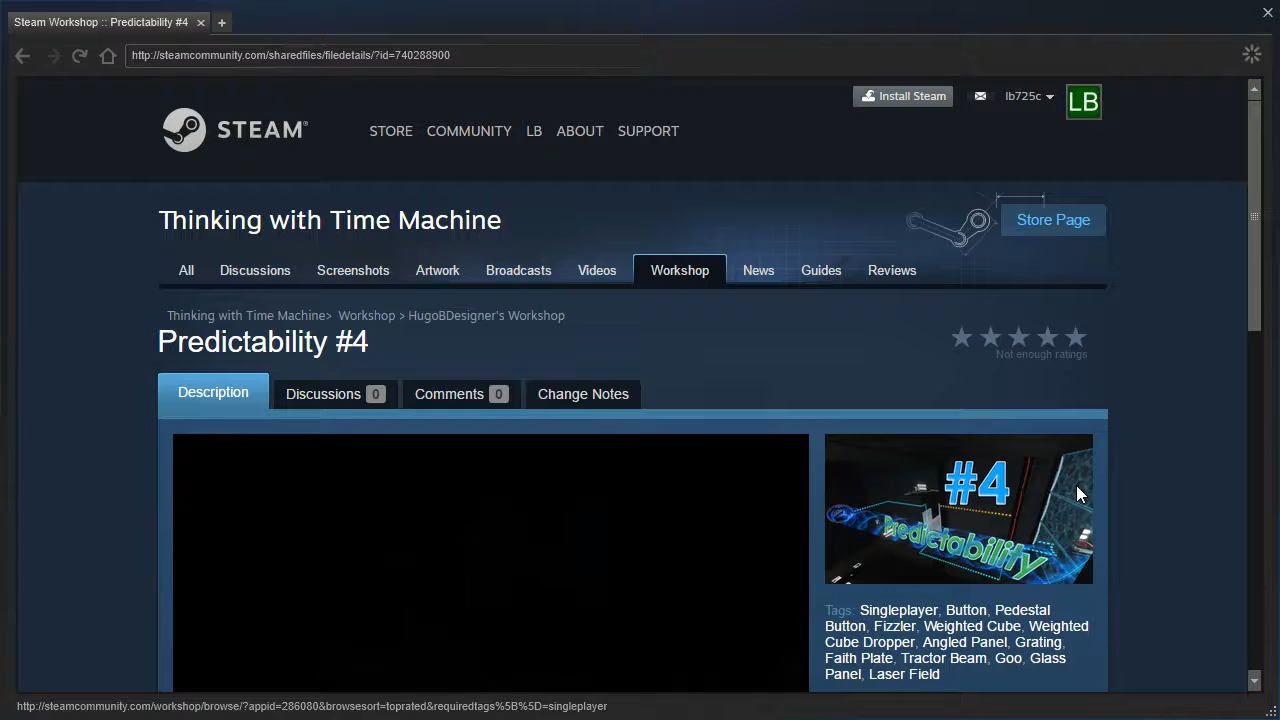 Steam Workshop :: Predictability #4
http://steamcommunity.com/sharedfiles/filedetails/?id=740288900
Install Steam
lb725c
LB
STEAM®
STORE COMMUNITY LB ABOUT SUPPORT
Thinking with Time Machine
Store Page
All Discussions Screenshots Artwork Broadcasts Videos Workshop News Guides Reviews
Thinking with Time Machine> Workshop > HugoBDesigner's Workshop
Predictability #4
Not enough ratings
Description Discussions 0 Comments 0 Change Notes
#4
Predictability
Tags: Singleplayer, Button, Pedestal
Button, Fizzler, Weighted Cube, Weighted
Cube Dropper, Angled Panel, Grating,
Faith Plate, Tractor Beam, Goo, Glass
Panel, Laser Field
http://steamcommunity.com/workshop/browse/?appid=286080&browsesort=toprated&requiredtags%5B%5D=singleplayer